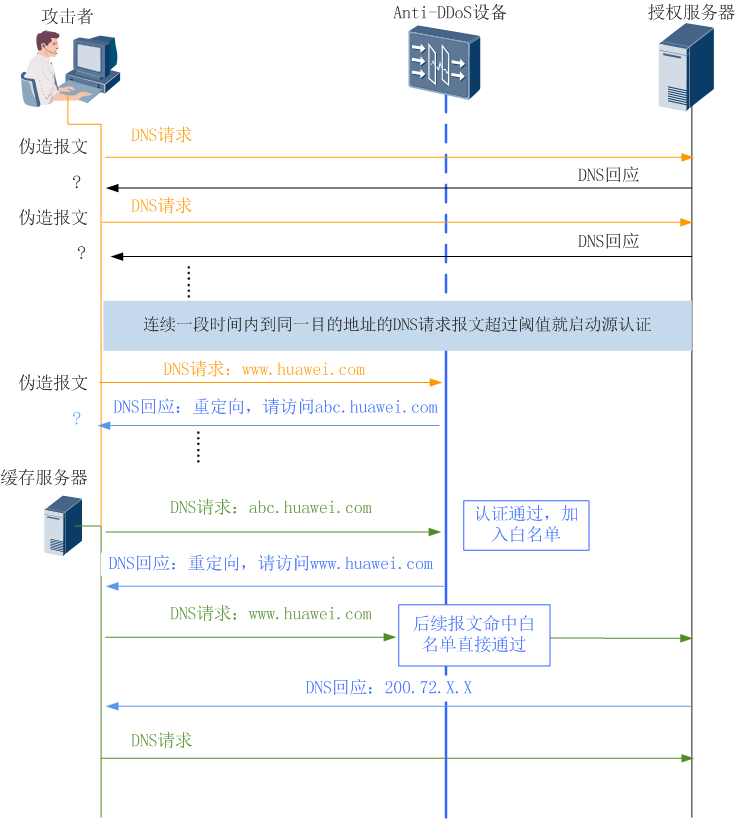 攻击者
Anti-DDoS设备
授权服务器
DNS请求
伪造报文
DNS回应
?
DNS请求
伪造报文
DNS回应
?
连续一段时间内到同一目的地址的DNS请求报文超过阈值就启动源认证
DNS请求：www.huawei.com
伪造报文
DNS回应：重定向，请访问abc.huawei.com
?
缓存服务器
DNS请求：abc.huawei.com
认证通过，加
入白名单
DNS回应：重定向，请访问www.huawei.com
DNS请求：www.huawei.com
后续报文命中白
名单直接通过
DNS回应：200.72.X.X
DNS请求